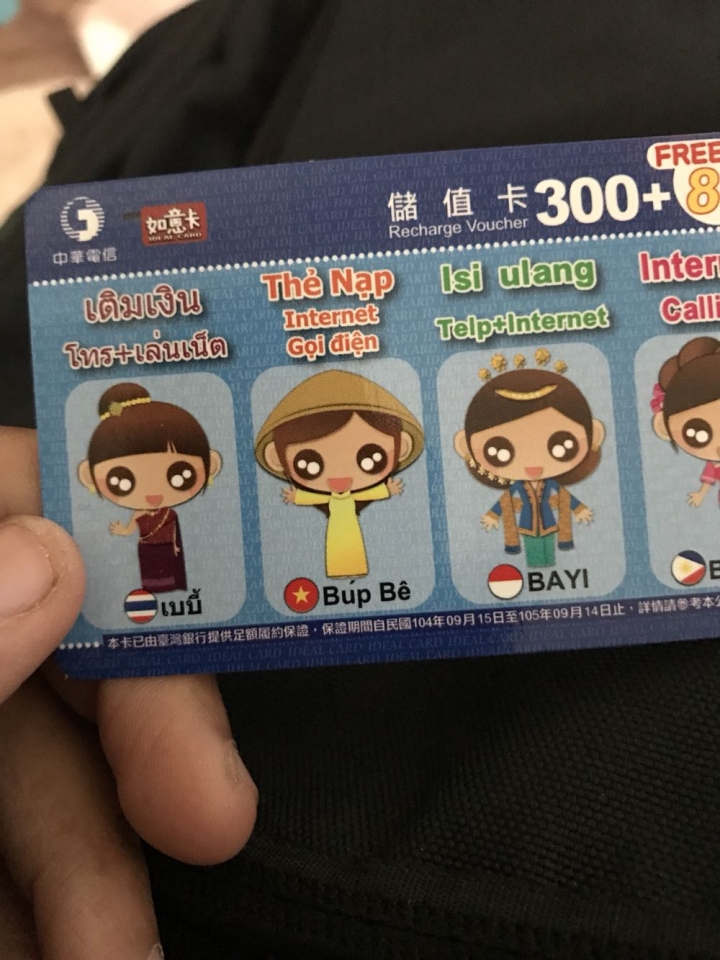 中華電信
如意卡
IDEAL CARD
儲值卡
Recharge Voucher
300+8
FREE
เติมเงิน
โทร+เล่นเน็ต
Thẻ Nạp
Internet
Gọi điện
Isi ulang
Telp+Internet
Inter
Calli
เบบี้
Búp Bê
BAYI
本卡已由臺灣銀行提供足額履約保證，保證期間自民國104年09月15日至105年09月14日止，詳情請參考本公